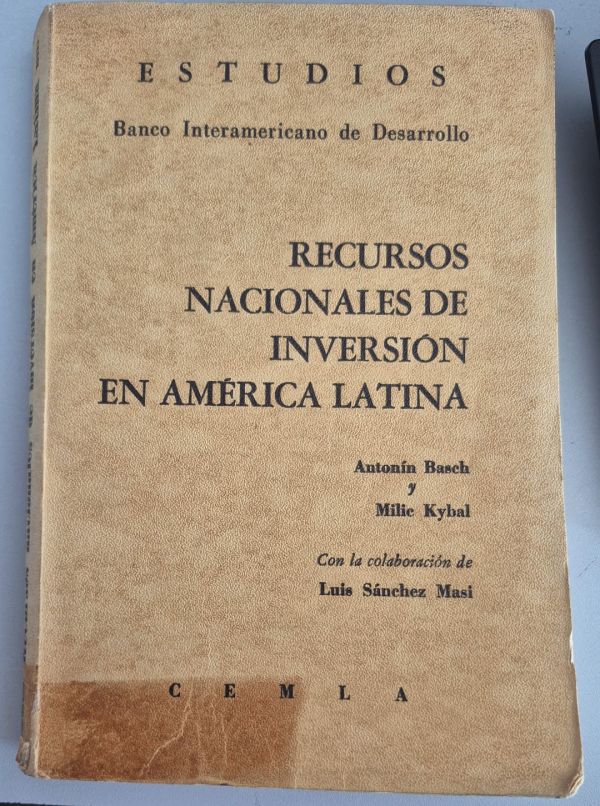 ESTUDIOS
Banco Interamericano de Desarrollo
RECURSOS
NACIONALES DE
INVERSIÓN
EN AMÉRICA LATINA
Antonín Basch
y
Milic Kybal
Con la colaboración de
Luis Sánchez Masi
CEMLA